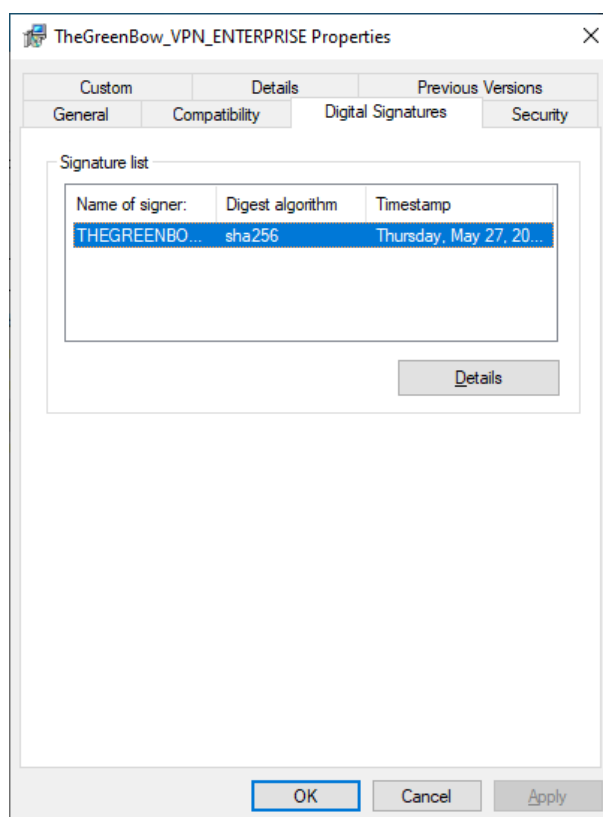 TheGreenBow_VPN_ENTERPRISE Properties
Custom Details Previous Versions
General Compatibility Digital Signatures Security
Signature list
Name of signer: Digest algorithm Timestamp
THEGREENBO... sha256 Thursday, May 27, 20...
Details
OK Cancel Apply